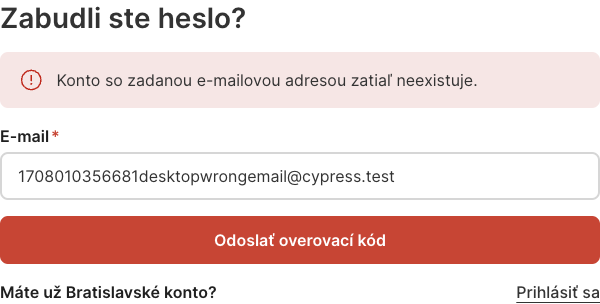 Zabudli ste heslo?
Konto so zadanou e-mailovou adresou zatiaľ neexistuje.
E-mail*
1708010356681desktopwrongemail@cypress.test
Odoslať overovací kód
Máte už Bratislavské konto? Prihlásiť sa